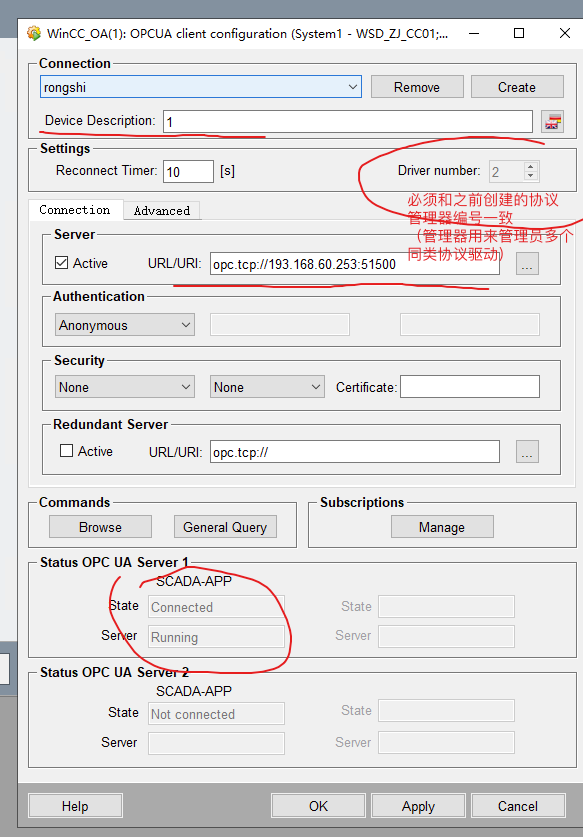 WinCC_OA(1): OPCUA client configuration (System1 - WSD_ZJ_CC01;...
Connection
rongshi
Remove
Create
Device Description: 1
Settings
Reconnect Timer: 10 [s]
Driver number: 2
必须和之前创建的协议
管理器编号一致
（管理器用来管理员多个
同类协议驱动）
Connection
Advanced
Server
Active
URL/URI: opc.tcp://193.168.60.253:51500
...
Authentication
Anonymous
Security
None
None
Certificate:
Redundant Server
Active
URL/URI: opc.tcp://
...
Commands
Browse
General Query
Subscriptions
Manage
Status OPC UA Server 1
SCADA-APP
State Connected
State
Server Running
Server
Status OPC UA Server 2
SCADA-APP
State Not connected
State
Server
Server
Help
OK
Apply
Cancel